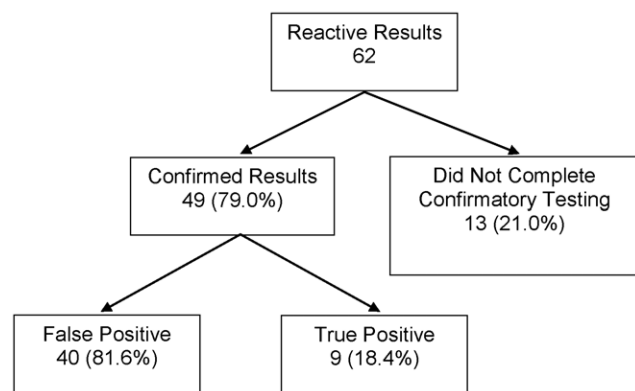 Reactive Results
62
Confirmed Results
49 (79.0%)
Did Not Complete
Confirmatory Testing
13 (21.0%)
False Positive
40 (81.6%)
True Positive
9 (18.4%)